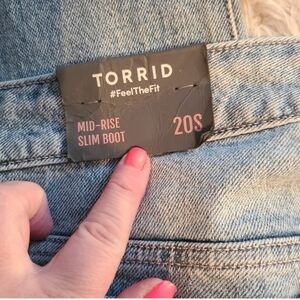 TORRID
#FeelTheFit
MID-RISE
SLIM BOOT
20S